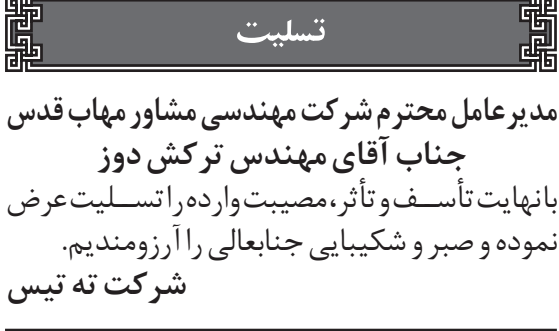 تسلیت
مدیرعامل محترم شرکت مهندسی مشاور مهاب قدس
جناب آقای مهندس ترکش دوز
بانهایت تأسف و تأثر، مصیبت وارده را تسلیت عرض
نموده و صبر و شکیبایی جنابعالی را آرزومندیم.
شرکت ته تیس